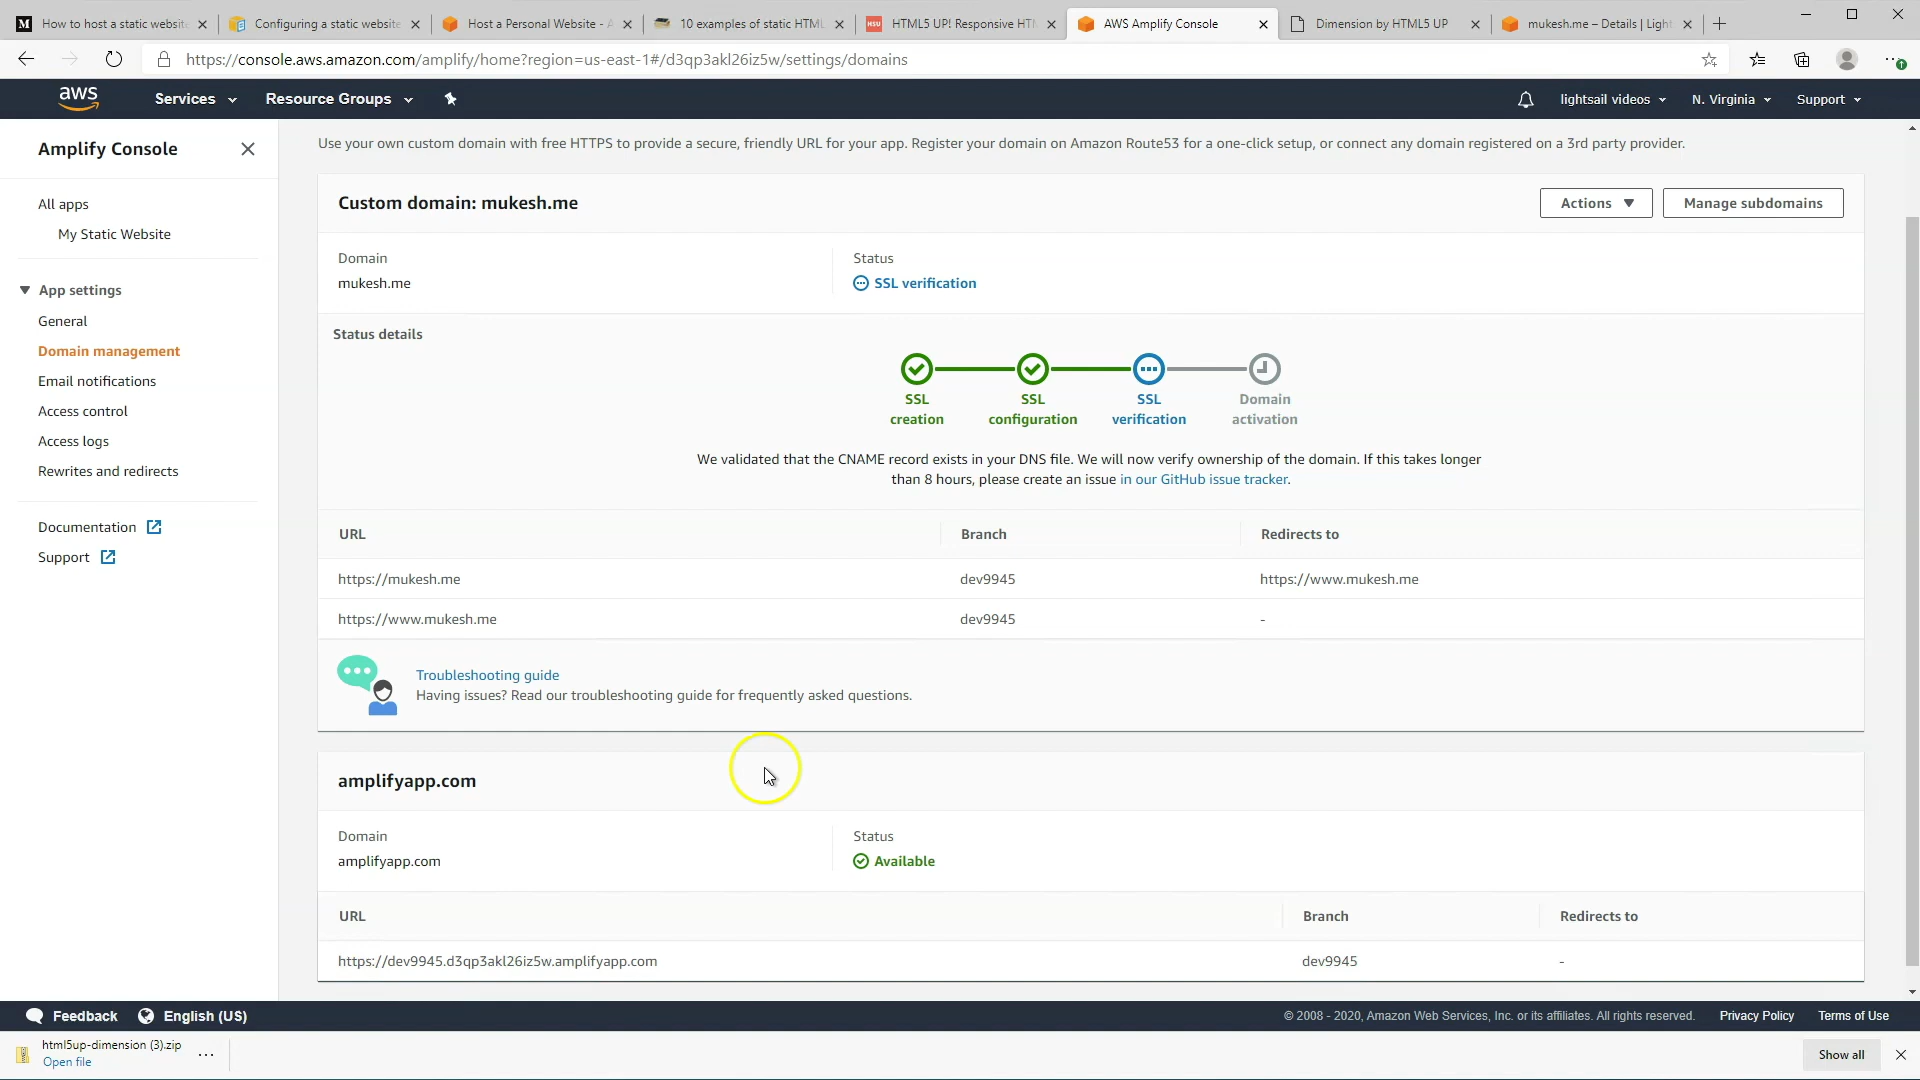 How to host a static website
Configuring a static website
Host a Personal Website - A
10 examples of static HTML
HTML5 UP! Responsive HTM
AWS Amplify Console
Dimension by HTML5 UP
mukesh.me – Details | Light
https://console.aws.amazon.com/amplify/home?region=us-east-1#/d3qp3akl26iz5w/settings/domains
aws
Services
Resource Groups
lightsail videos
N. Virginia
Support
Amplify Console
All apps
My Static Website
App settings
General
Domain management
Email notifications
Access control
Access logs
Rewrites and redirects
Documentation
Support
Use your own custom domain with free HTTPS to provide a secure, friendly URL for your app. Register your domain on Amazon Route53 for a one-click setup, or connect any domain registered on a 3rd party provider.
Custom domain: mukesh.me
Actions
Manage subdomains
Domain
mukesh.me
Status
SSL verification
Status details
SSL
creation
SSL
configuration
SSL
verification
Domain
activation
We validated that the CNAME record exists in your DNS file. We will now verify ownership of the domain. If this takes longer
than 8 hours, please create an issue in our GitHub issue tracker.
URL Branch Redirects to
https://mukesh.me dev9945 https://www.mukesh.me
https://www.mukesh.me dev9945 -
Troubleshooting guide
Having issues? Read our troubleshooting guide for frequently asked questions.
amplifyapp.com
Domain
amplifyapp.com
Status
Available
URL Branch Redirects to
https://dev9945.d3qp3akl26iz5w.amplifyapp.com dev9945 -
Feedback
English (US)
© 2008 - 2020, Amazon Web Services, Inc. or its affiliates. All rights reserved.
Privacy Policy
Terms of Use
html5up-dimension (3).zip
Open file
Show all